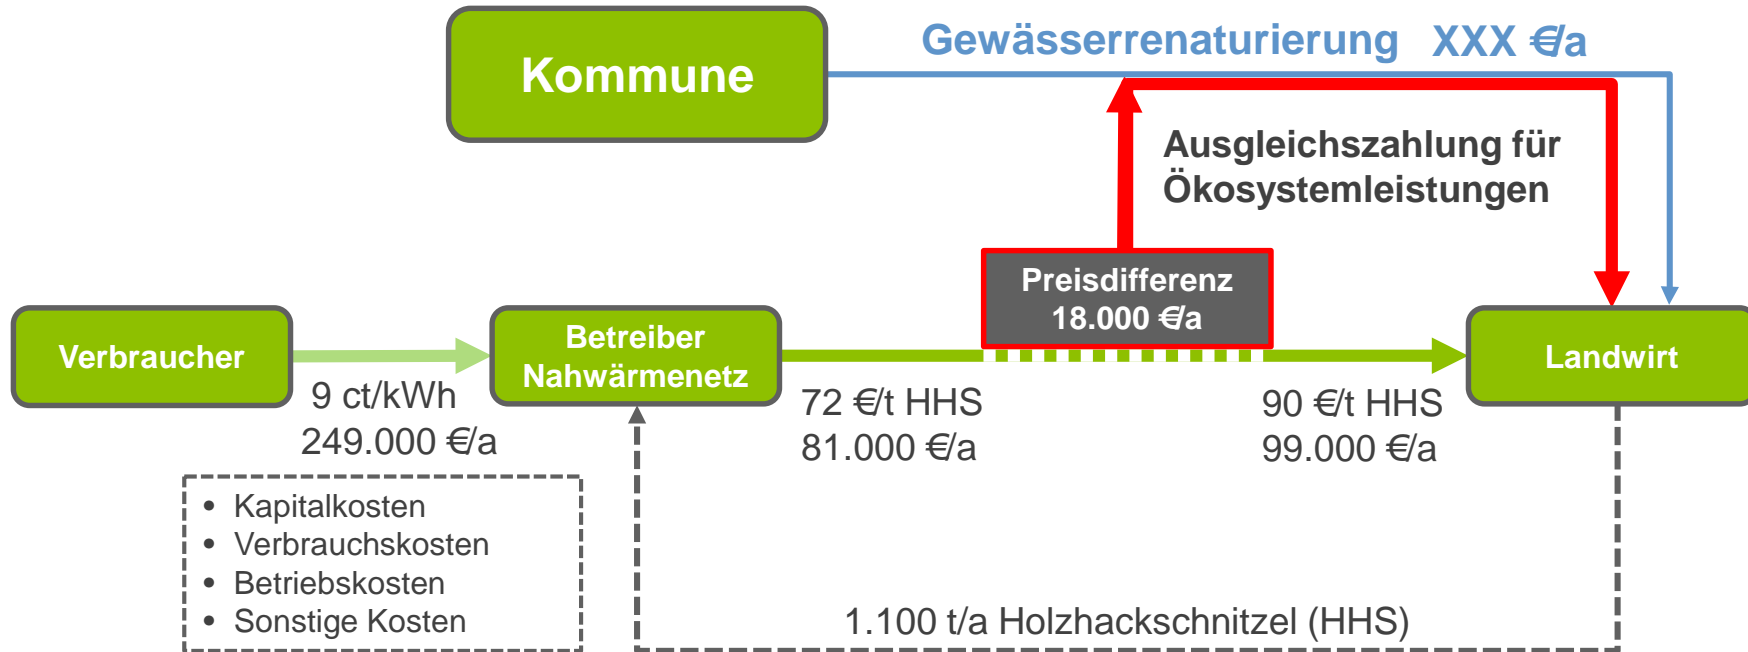 Kommune
Gewässerrenaturierung XXX €/a
Ausgleichszahlung für
Ökosystemleistungen
Preisdifferenz
18.000 €/a
Verbraucher
Betreiber
Nahwärmenetz
Landwirt
9 ct/kWh
249.000 €/a
72 €/t HHS
81.000 €/a
90 €/t HHS
99.000 €/a
• Kapitalkosten
• Verbrauchskosten
• Betriebskosten
• Sonstige Kosten
1.100 t/a Holzhackschnitzel (HHS)